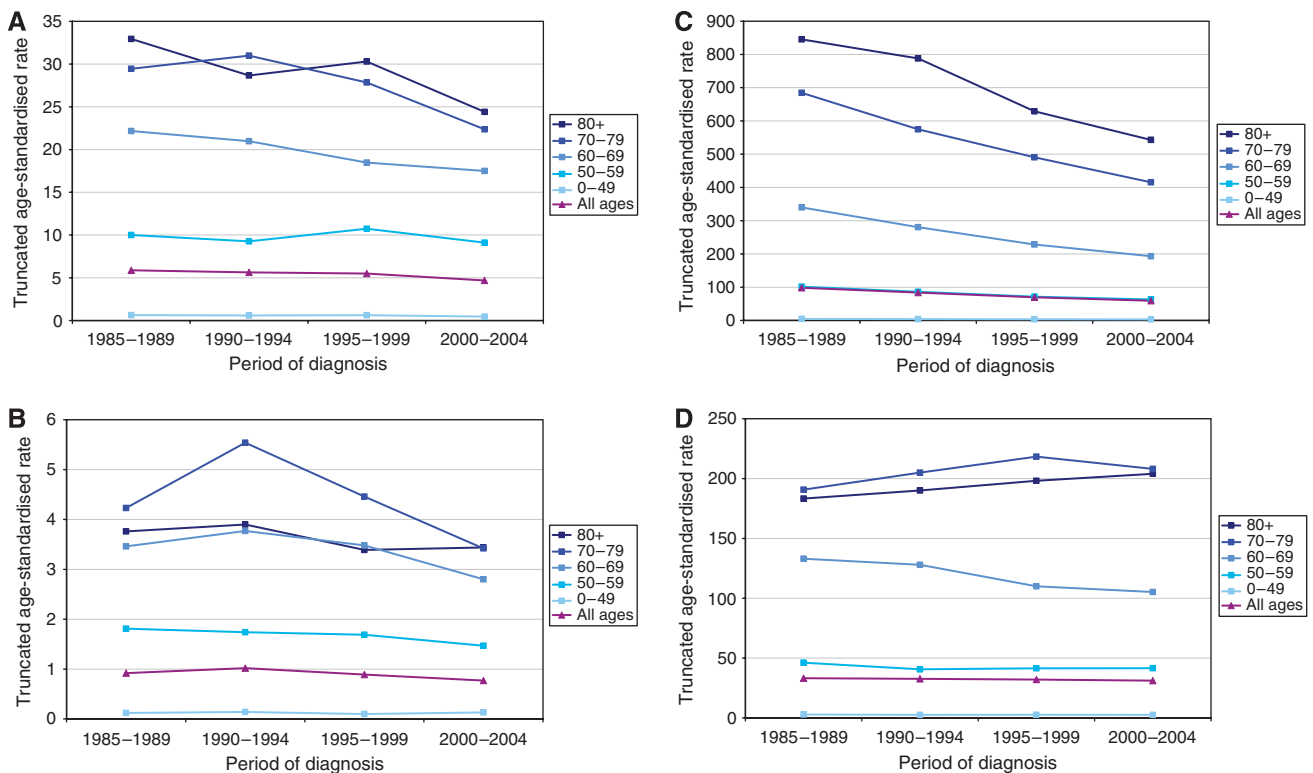 A
Truncated age-standardised rate
35
30
25
20
15
10
5
0
1985–1989 1990–1994 1995–1999 2000–2004
Period of diagnosis
80+
70–79
60–69
50–59
0–49
All ages
C
Truncated age-standardised rate
900
800
700
600
500
400
300
200
100
0
1985–1989 1990–1994 1995–1999 2000–2004
Period of diagnosis
80+
70–79
60–69
50–59
0–49
All ages
B
Truncated age-standardised rate
6
5
4
3
2
1
0
1985–1989 1990–1994 1995–1999 2000–2004
Period of diagnosis
80+
70–79
60–69
50–59
0–49
All ages
D
Truncated age-standardised rate
250
200
150
100
50
0
1985–1989 1990–1994 1995–1999 2000–2004
Period of diagnosis
80+
70–79
60–69
50–59
0–49
All ages